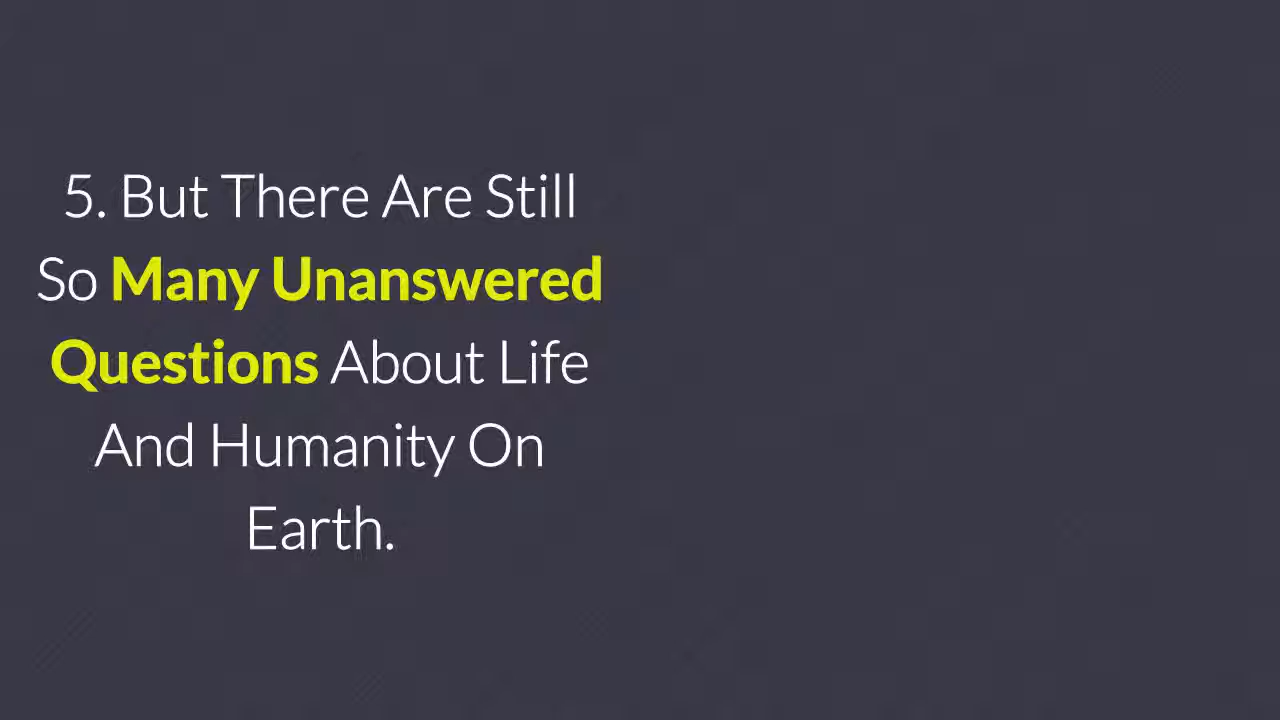 5. But There Are Still
So Many Unanswered
Questions About Life
And Humanity On
Earth.